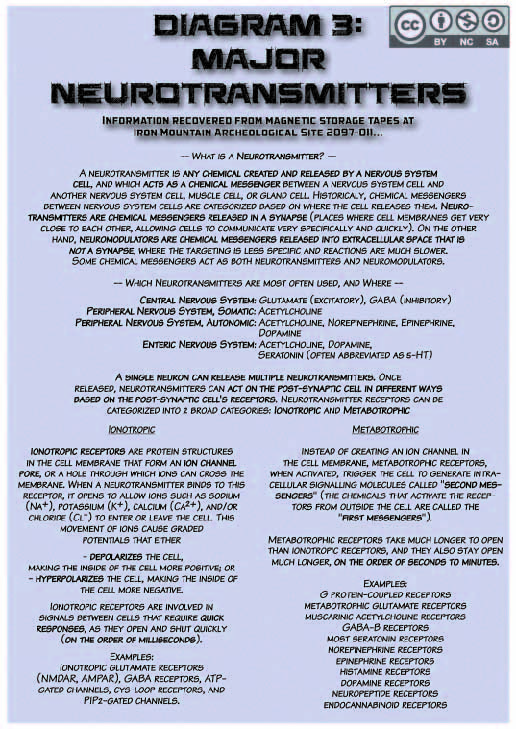 DIAGRAM 3:
MAJOR
NEUROTRANSMITTERS
cc
BY NC SA
INFORMATION RECOVERED FROM MAGNETIC STORAGE TAPES AT
IRON MOUNTAIN ARCHEOLOGICAL SITE 2097-011...
-- WHAT IS A NEUROTRANSMITTER? --
A NEUROTRANSMITTER IS ANY CHEMICAL CREATED AND RELEASED BY A NERVOUS SYSTEM
CELL, AND WHICH ACTS AS A CHEMICAL MESSENGER BETWEEN A NERVOUS SYSTEM CELL AND
ANOTHER NERVOUS SYSTEM CELL, MUSCLE CELL, OR GLAND CELL. HISTORICALLY, CHEMICAL MESSENGERS
BETWEEN NERVOUS SYSTEM CELLS ARE CATEGORIZED BASED ON WHERE THE CELL RELEASES THEM. NEURO-
TRANSMITTERS ARE CHEMICAL MESSENGERS RELEASED IN A SYNAPSE (PLACES WHERE CELL MEMBRANES GET VERY
CLOSE TO EACH OTHER, ALLOWING CELLS TO COMMUNICATE VERY SPECIFICALLY AND QUICKLY). ON THE OTHER
HAND, NEUROMODULATORS ARE CHEMICAL MESSENGERS RELEASED INTO EXTRACELLULAR SPACE THAT IS
NOT A SYNAPSE, WHERE THE TARGETING IS LESS SPECIFIC AND REACTIONS ARE MUCH SLOWER.
SOME CHEMICAL MESSENGERS ACT AS BOTH NEUROTRANSMITTERS AND NEUROMODULATORS.
-- WHICH NEUROTRANSMITTERS ARE MOST OFTEN USED, AND WHERE --
CENTRAL NERVOUS SYSTEM: GLUTAMATE (EXCITATORY), GABA (INHIBITORY)
PERIPHERAL NERVOUS SYSTEM, SOMATIC: ACETYLCHOLINE
PERIPHERAL NERVOUS SYSTEM, AUTONOMIC: ACETYLCHOLINE, NOREPINEPHRINE, EPINEPHRINE,
DOPAMINE
ENTERIC NERVOUS SYSTEM: ACETYLCHOLINE, DOPAMINE,
SERATONIN (OFTEN ABBREVIATED AS 5-HT)
A SINGLE NEURON CAN RELEASE MULTIPLE NEUROTRANSMITTERS. ONCE
RELEASED, NEUROTRANSMITTERS CAN ACT ON THE POST-SYNAPTIC CELL IN DIFFERENT WAYS
BASED ON THE POST-SYNAPTIC CELL'S RECEPTORS. NEUROTRANSMITTER RECEPTORS CAN BE
CATEGORIZED INTO 2 BROAD CATEGORIES: IONOTROPIC AND METABOTROPHIC
IONOTROPIC
IONOTROPIC RECEPTORS ARE PROTEIN STRUCTURES
IN THE CELL MEMBRANE THAT FORM AN ION CHANNEL
PORE, OR A HOLE THROUGH WHICH IONS CAN CROSS THE
MEMBRANE. WHEN A NEUROTRANSMITTER BINDS TO THIS
RECEPTOR, IT OPENS TO ALLOW IONS SUCH AS SODIUM
(NA+), POTASSIUM (K+), CALCIUM (CA2+), AND/OR
CHLORIDE (CL-) TO ENTER OR LEAVE THE CELL. THIS
MOVEMENT OF IONS CAUSE GRADED
POTENTIALS THAT EITHER
- DEPOLARIZES THE CELL,
MAKING THE INSIDE OF THE CELL MORE POSITIVE; OR
- HYPERPOLARIZES THE CELL, MAKING THE INSIDE OF
THE CELL MORE NEGATIVE.
IONOTROPIC RECEPTORS ARE INVOLVED IN
SIGNALS BETWEEN CELLS THAT REQUIRE QUICK
RESPONSES, AS THEY OPEN AND SHUT QUICKLY
(ON THE ORDER OF MILLISECONDS).
EXAMPLES:
IONOTROPIC GLUTAMATE RECEPTORS
(NMDAR, AMPAR), GABA RECEPTORS, ATP-
GATED CHANNELS, CYS-LOOP RECEPTORS, AND
PIP2-GATED CHANNELS.
METABOTROPHIC
INSTEAD OF CREATING AN ION CHANNEL IN
THE CELL MEMBRANE, METABOTROPHIC RECEPTORS,
WHEN ACTIVATED, TRIGGER THE CELL TO GENERATE INTRA-
CELLULAR SIGNALLING MOLECULES CALLED "SECOND MES-
SENGERS" (THE CHEMICALS THAT ACTIVATE THE RECEP-
TORS FROM OUTSIDE THE CELL ARE CALLED THE
"FIRST MESSENGERS").
METABOTROPHIC RECEPTORS TAKE MUCH LONGER TO OPEN
THAN IONOTROPIC RECEPTORS, AND THEY ALSO STAY OPEN
MUCH LONGER, ON THE ORDER OF SECONDS TO MINUTES.
EXAMPLES:
G PROTEIN-COUPLED RECEPTORS
METABOTROPHIC GLUTAMATE RECEPTORS
MUSCARINIC ACETYLCHOLINE RECEPTORS
GABA-B RECEPTORS
MOST SERATONIN RECEPTORS
NOREPINEPHRINE RECEPTORS
EPINEPHRINE RECEPTORS
HISTAMINE RECEPTORS
DOPAMINE RECEPTORS
NEUROPEPTIDE RECEPTORS
ENDOCANNABINOID RECEPTORS